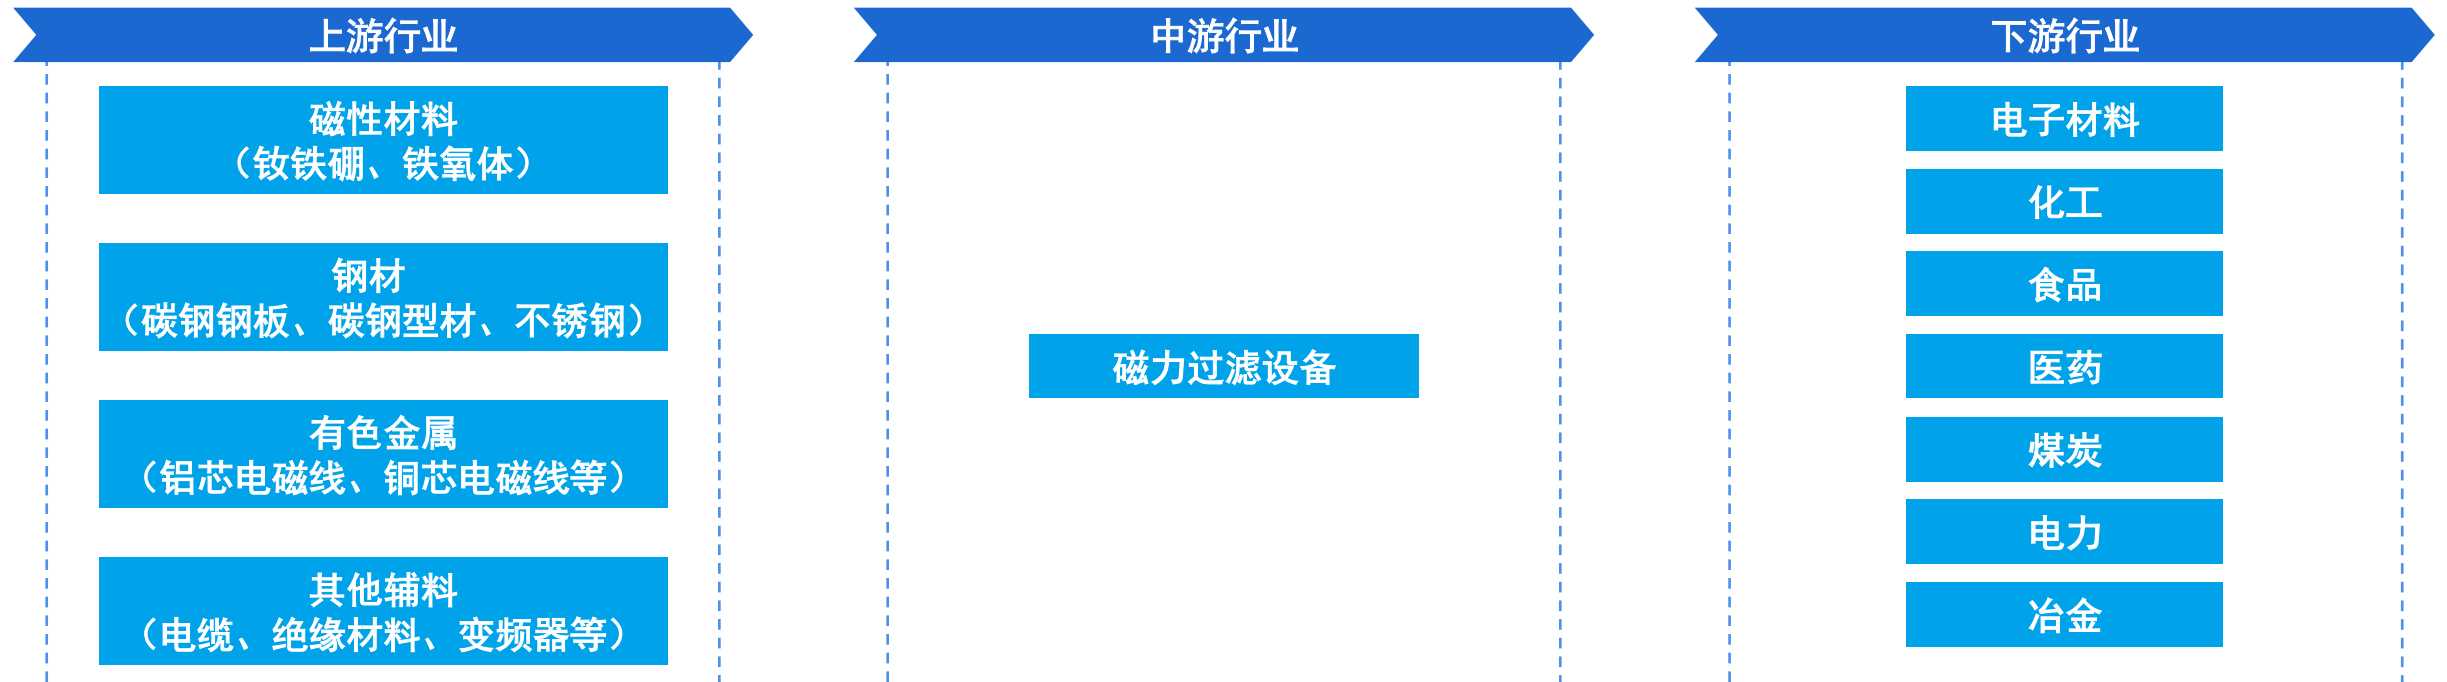 上游行业
磁性材料
（钕铁硼、铁氧体）
钢材
（碳钢钢板、碳钢型材、不锈钢）
有色金属
（铝芯电磁线、铜芯电磁线等）
其他辅料
（电缆、绝缘材料、变频器等）
中游行业
磁力过滤设备
下游行业
电子材料
化工
食品
医药
煤炭
电力
冶金